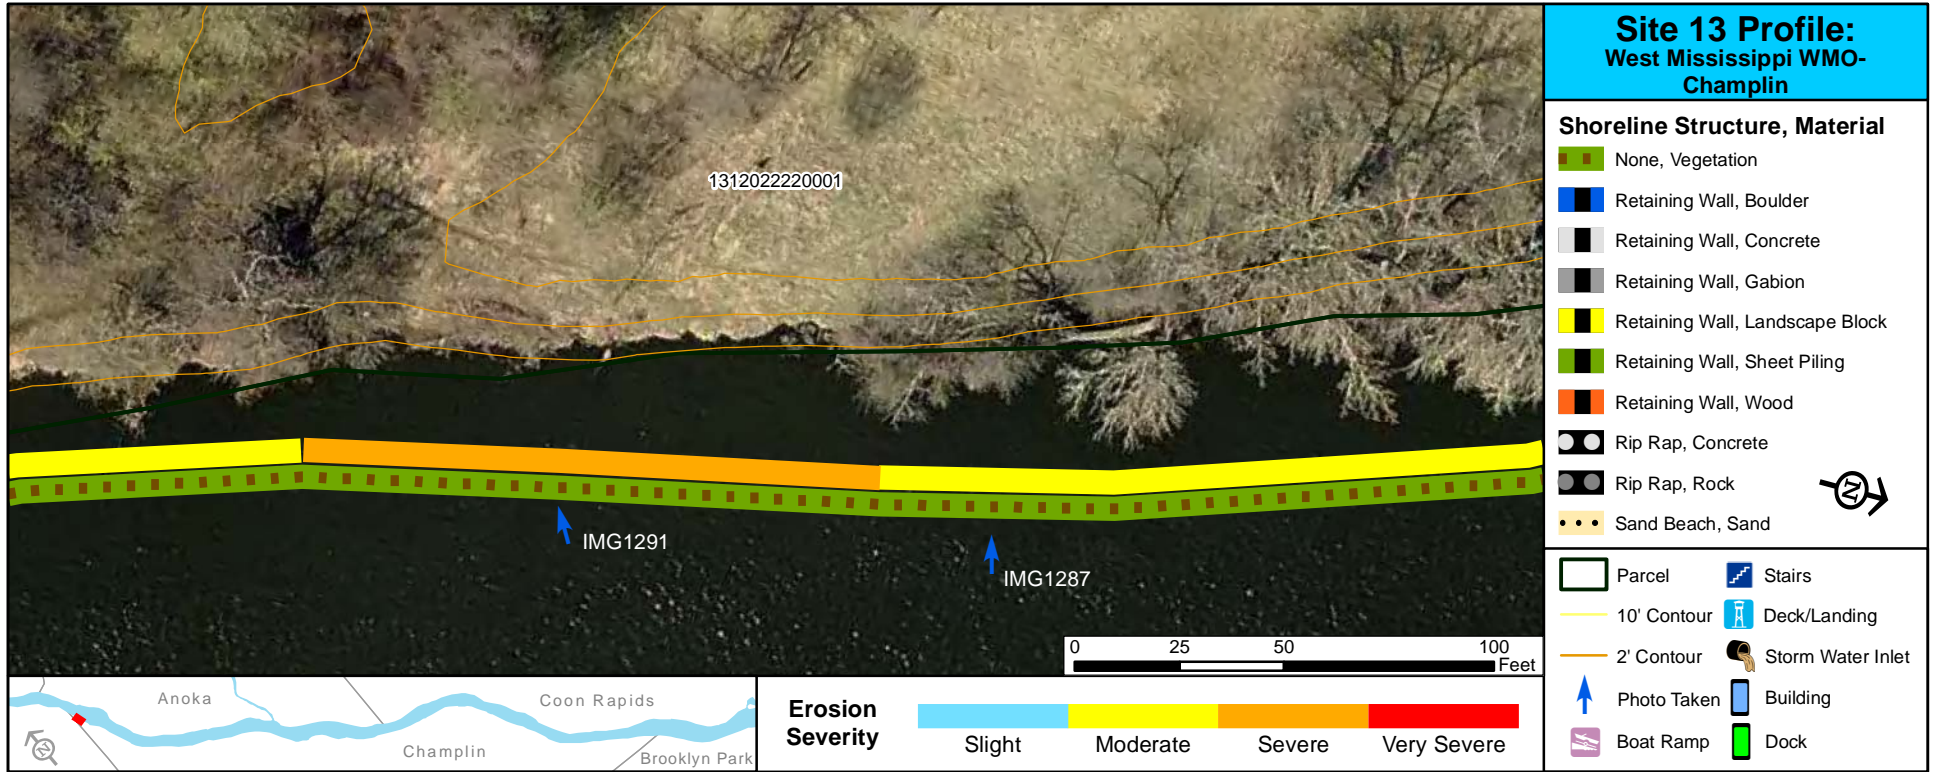 Site 13 Profile:
West Mississippi WMO-
Champlin
Shoreline Structure, Material
None, Vegetation
Retaining Wall, Boulder
Retaining Wall, Concrete
Retaining Wall, Gabion
Retaining Wall, Landscape Block
Retaining Wall, Sheet Piling
Retaining Wall, Wood
Rip Rap, Concrete
Rip Rap, Rock
Sand Beach, Sand
N
Parcel
Stairs
10' Contour
Deck/Landing
2' Contour
Storm Water Inlet
Photo Taken
Building
Boat Ramp
Dock
1312022220001
IMG1291
IMG1287
0 25 50 100
Feet
Anoka
Coon Rapids
Champlin
Brooklyn Park
N
Erosion
Severity
Slight Moderate Severe Very Severe